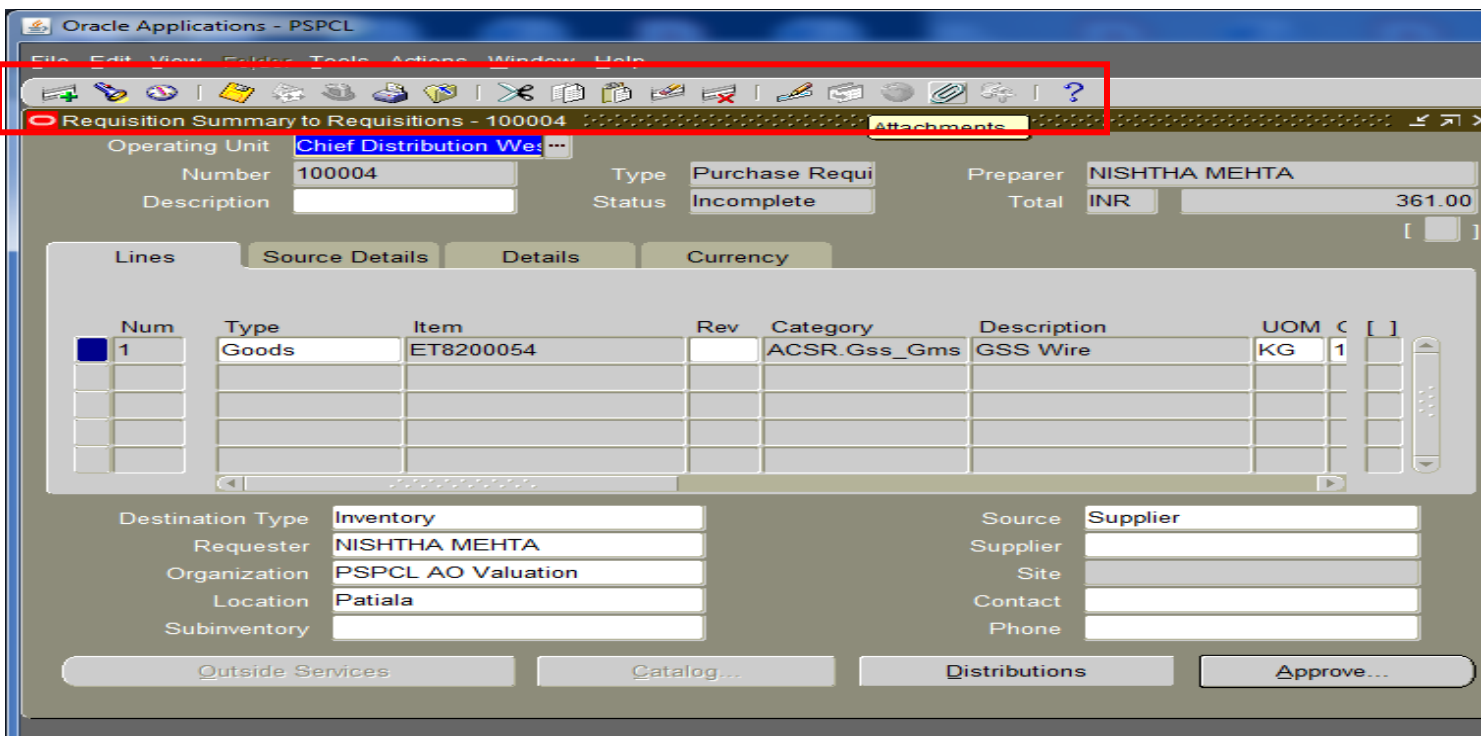 Oracle Applications - PSPCL
File Edit View Folder Tools Actions Window Help
Requisition Summary to Requisitions - 100004
Attachments
Operating Unit Chief Distribution Wes
Number 100004 Type Purchase Requi Preparer NISHTHA MEHTA
Description Status Incomplete Total INR 361.00
[ ]
Lines Source Details Details Currency
Num Type Item Rev Category Description UOM [ ]
1 Goods ET8200054 ACSR.Gss_Gms GSS Wire KG 1
Destination Type Inventory Source Supplier
Requester NISHTHA MEHTA Supplier
Organization PSPCL AO Valuation Site
Location Patiala Contact
Subinventory Phone
Outside Services Catalog... Distributions Approve...